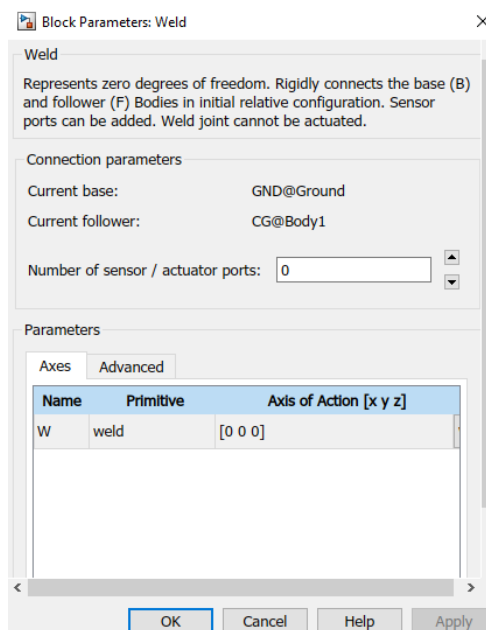 Block Parameters: Weld
Weld
Represents zero degrees of freedom. Rigidly connects the base (B)
and follower (F) Bodies in initial relative configuration. Sensor
ports can be added. Weld joint cannot be actuated.
Connection parameters
Current base: GND@Ground
Current follower: CG@Body1
Number of sensor / actuator ports: 0
Parameters
Axes Advanced
Name Primitive Axis of Action [x y z]
W weld [0 0 0]
OK Cancel Help Apply